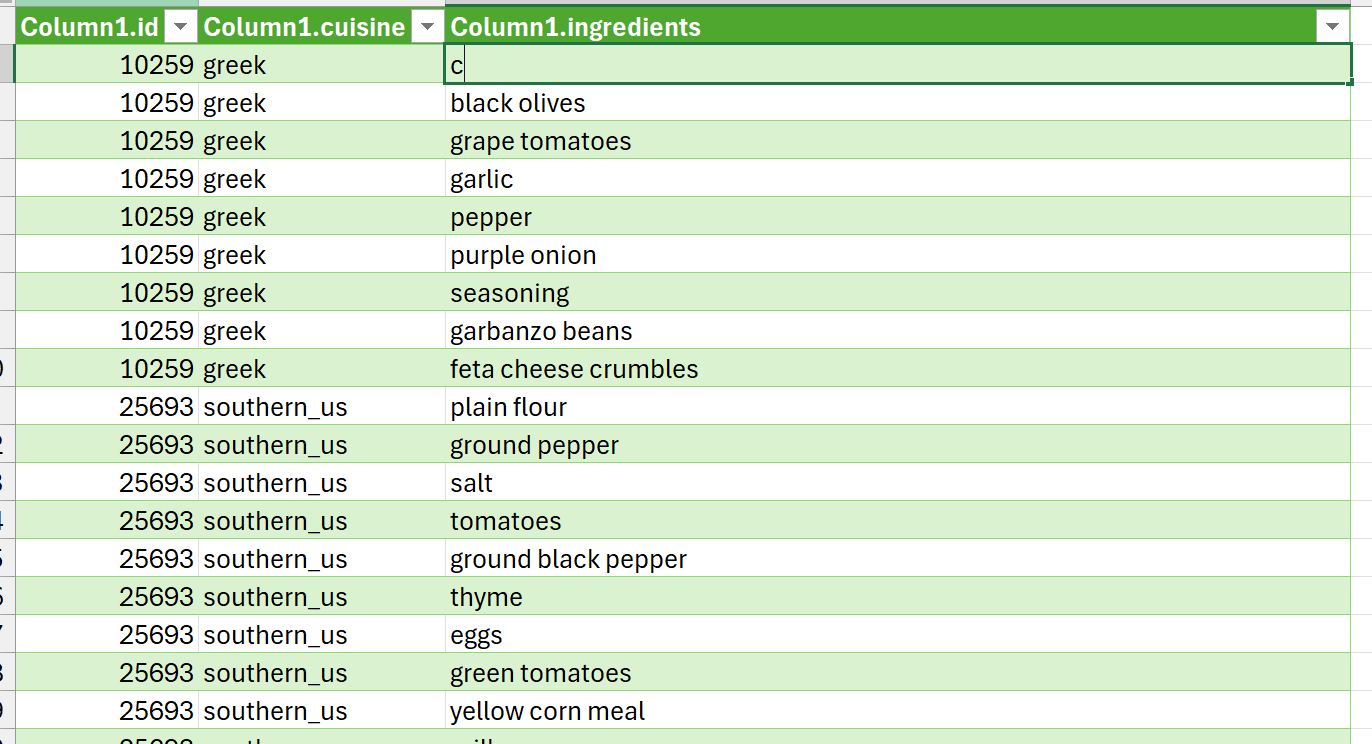 Column1.id Column1.cuisine Column1.ingredients
10259 greek c
10259 greek black olives
10259 greek grape tomatoes
10259 greek garlic
10259 greek pepper
10259 greek purple onion
10259 greek seasoning
10259 greek garbanzo beans
10259 greek feta cheese crumbles
25693 southern_us plain flour
25693 southern_us ground pepper
25693 southern_us salt
25693 southern_us tomatoes
25693 southern_us ground black pepper
25693 southern_us thyme
25693 southern_us eggs
25693 southern_us green tomatoes
25693 southern_us yellow corn meal